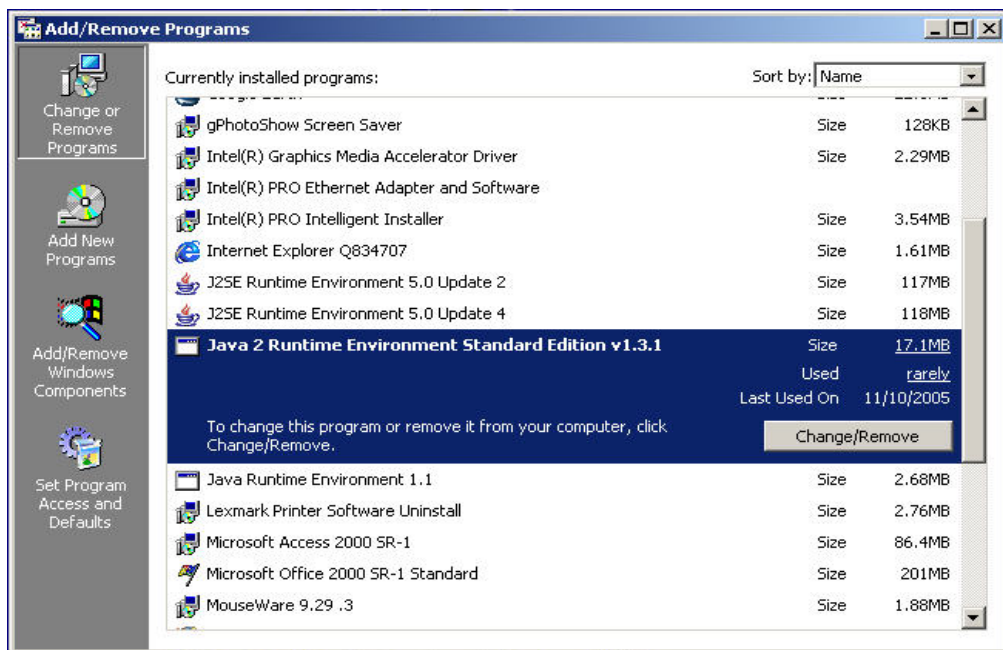 Add/Remove Programs
Change or
Remove
Programs
Add New
Programs
Add/Remove
Windows
Components
Set Program
Access and
Defaults
Currently installed programs:
Sort by: Name
gPhotoShow Screen Saver Size 128KB
Intel(R) Graphics Media Accelerator Driver Size 2.29MB
Intel(R) PRO Ethernet Adapter and Software
Intel(R) PRO Intelligent Installer Size 3.54MB
Internet Explorer Q834707 Size 1.61MB
J2SE Runtime Environment 5.0 Update 2 Size 117MB
J2SE Runtime Environment 5.0 Update 4 Size 118MB
Java 2 Runtime Environment Standard Edition v1.3.1 Size 17.1MB
Used rarely
Last Used On 11/10/2005
To change this program or remove it from your computer, click
Change/Remove.
Change/Remove
Java Runtime Environment 1.1 Size 2.68MB
Lexmark Printer Software Uninstall Size 2.76MB
Microsoft Access 2000 SR-1 Size 86.4MB
Microsoft Office 2000 SR-1 Standard Size 201MB
MouseWare 9.29 .3 Size 1.88MB